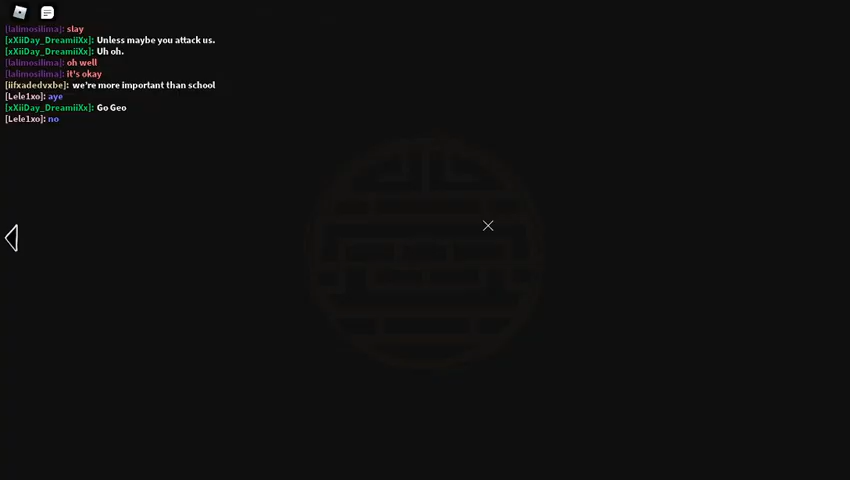 [lalimosilima]: slay
[xXiiDay_DreamiiXx]: Unless maybe you attack us.
[xXiiDay_DreamiiXx]: Uh oh.
[lalimosilima]: oh well
[lalimosilima]: it's okay
[iifxadedvxbe]: we're more important than school
[Lele1xo]: aye
[xXiiDay_DreamiiXx]: Go Geo
[Lele1xo]: no